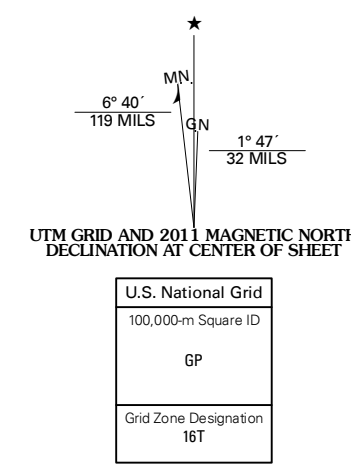 ★
MN.
6° 40´
119 MILS
GN
1° 47´
32 MILS
UTM GRID AND 2011 MAGNETIC NORTH
DECLINATION AT CENTER OF SHEET
U.S. National Grid
100,000-m Square ID
GP
Grid Zone Designation
16T